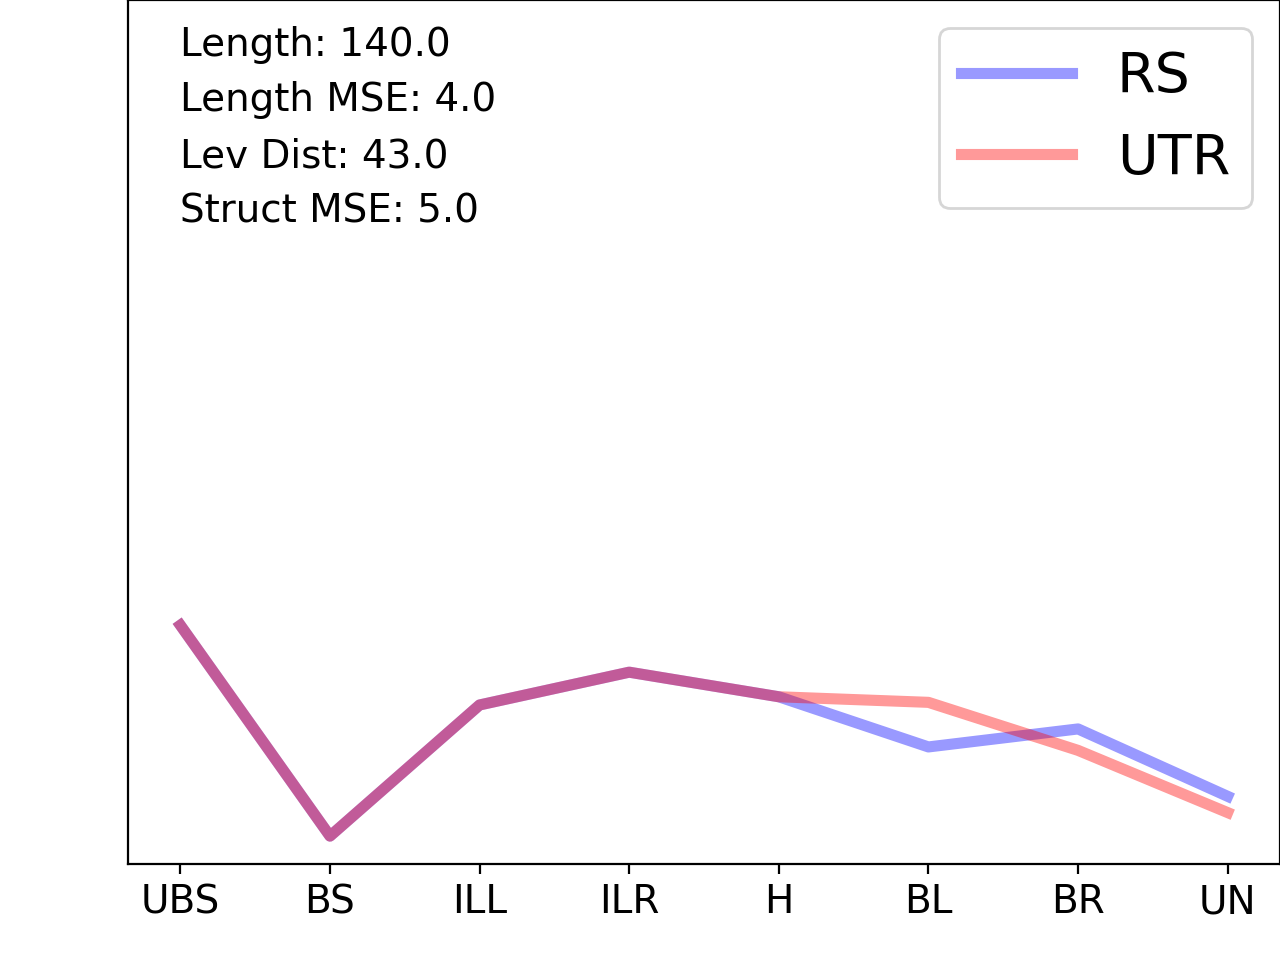 Length: 140.0
Length MSE: 4.0
Lev Dist: 43.0
Struct MSE: 5.0
RS
UTR
UBS BS ILL ILR H BL BR UN